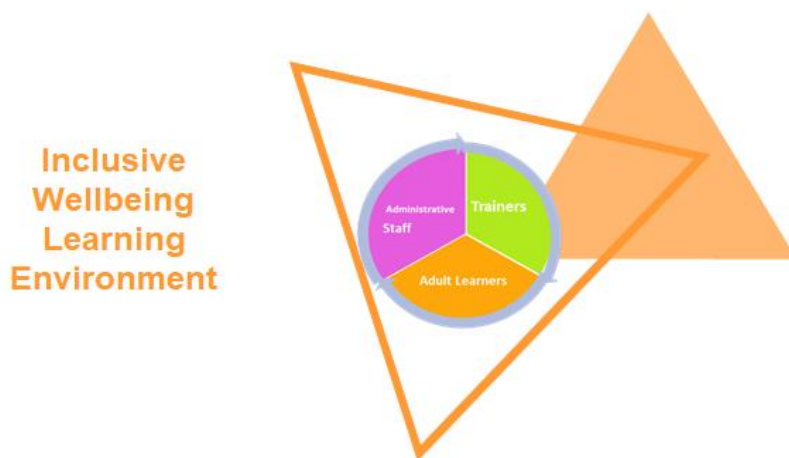 Inclusive
Wellbeing
Learning
Environment
Administrative
Staff
Trainers
Adult Learners